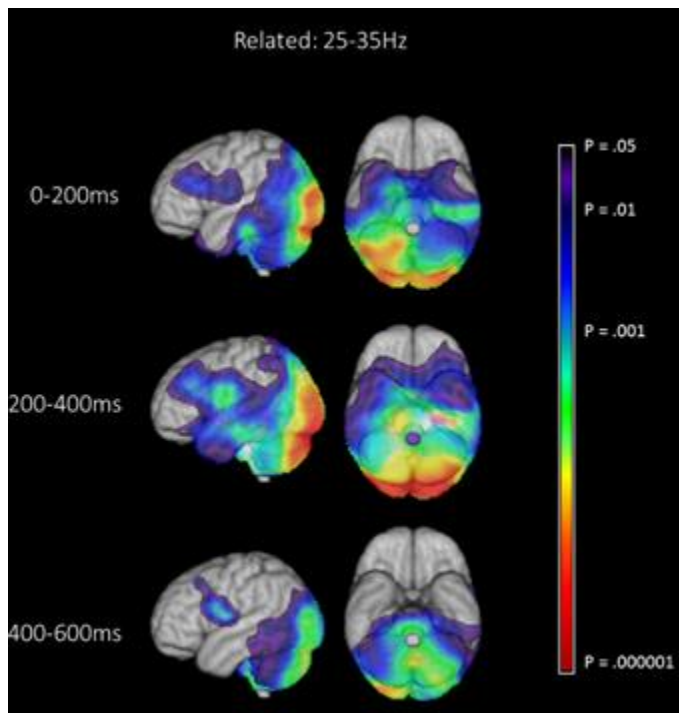 Related: 25-35Hz
0-200ms
P = .05
P = .01
P = .001
200-400ms
400-600ms
P = .000001